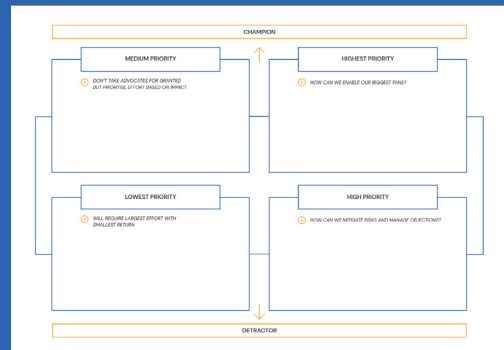 CHAMPION
MEDIUM PRIORITY
DON'T TAKE ADVOCATES FOR GRANTED
BUT PRIORITISE EFFORT BASED ON IMPACT
HIGHEST PRIORITY
HOW CAN WE ENABLE OUR BIGGEST FANS?
LOWEST PRIORITY
WILL REQUIRE LARGEST EFFORT WITH
SMALLEST RETURN
HIGH PRIORITY
HOW CAN WE MITIGATE RISKS AND MANAGE OBJECTIONS?
DETRACTOR